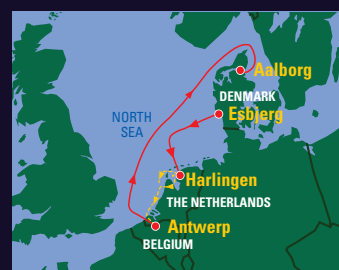 Aalborg
DENMARK
Esbjerg
NORTH
SEA
Harlingen
THE NETHERLANDS
Antwerp
BELGIUM